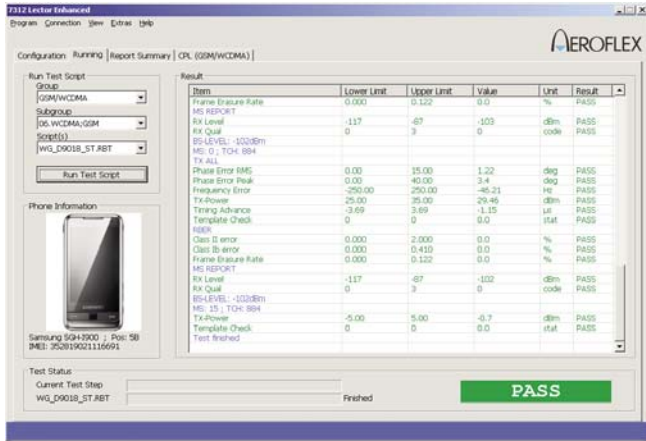 7312 Lector Enhanced
Program Connection View Extras Help
AEROFLEX
Configuration Running Report Summary CPL (GSM/WCDMA)
Run Test Script
Group
GSM/WCDMA
Subgroup
06.WCDMA;GSM
Script(s)
WG_D9018_ST.RBT
Run Test Script
Phone Information
SAMSUNG
Samsung SGH-I900 ; Pos: 5B
IMEI: 352819021116691
Result
Item Lower Limit Upper Limit Value Unit Result
Frame Erasure Rate 0.000 0.122 0.0 % PASS
MS REPORT
RX Level -117 -87 -103 dBm PASS
RX Qual 0 3 0 code PASS
BS-LEVEL: -102dBm
MS: 0 ; TCH: 884
TX ALL
Phase Error RMS 0.00 15.00 1.22 deg PASS
Phase Error Peak 0.00 40.00 3.4 deg PASS
Frequency Error -250.00 250.00 -46.21 Hz PASS
TX-Power 25.00 35.00 29.46 dBm PASS
Timing Advance -3.69 3.69 -1.15 µs PASS
Template Check 0 0 0.0 stat PASS
RBER
Class II error 0.000 2.000 0.0 % PASS
Class Ib error 0.000 0.410 0.0 % PASS
Frame Erasure Rate 0.000 0.122 0.0 % PASS
MS REPORT
RX Level -117 -87 -102 dBm PASS
RX Qual 0 3 0 code PASS
BS-LEVEL: -102dBm
MS: 15 ; TCH: 884
TX-Power -5.00 5.00 -0.7 dBm PASS
Template Check 0 0 0.0 stat PASS
Test finished
Test Status
Current Test Step
WG_D9018_ST.RBT Finished
PASS